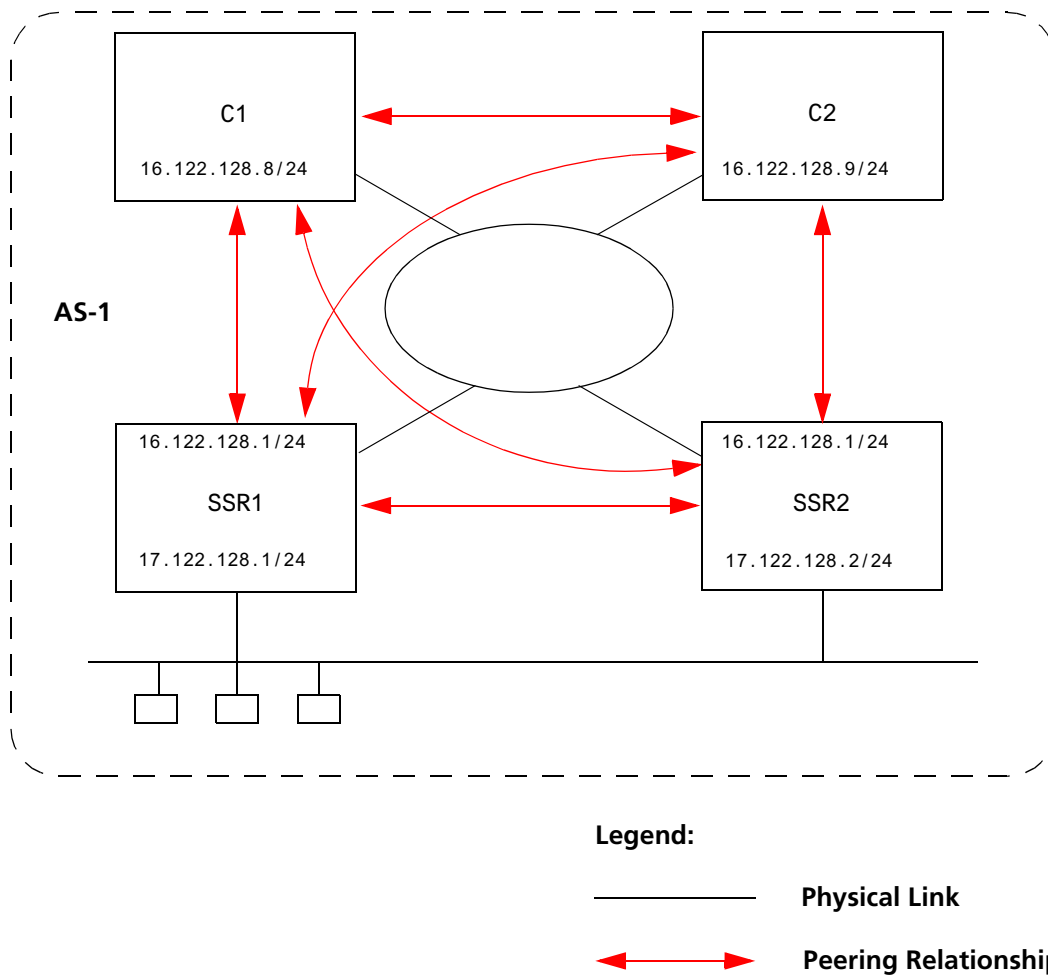 C1
16.122.128.8/24
C2
16.122.128.9/24
AS-1
16.122.128.1/24
SSR1
17.122.128.1/24
16.122.128.1/24
SSR2
17.122.128.2/24
Legend:
Physical Link
Peering Relationship